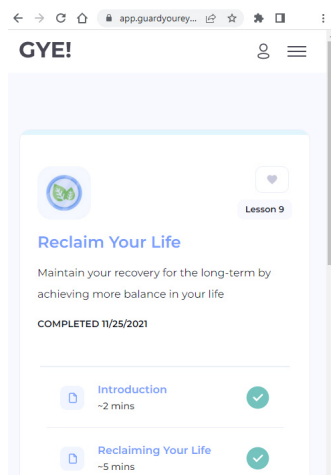 app.guardyourey...
GYE!
Lesson 9
Reclaim Your Life
Maintain your recovery for the long-term by
achieving more balance in your life
COMPLETED 11/25/2021
Introduction
~2 mins
Reclaiming Your Life
~5 mins